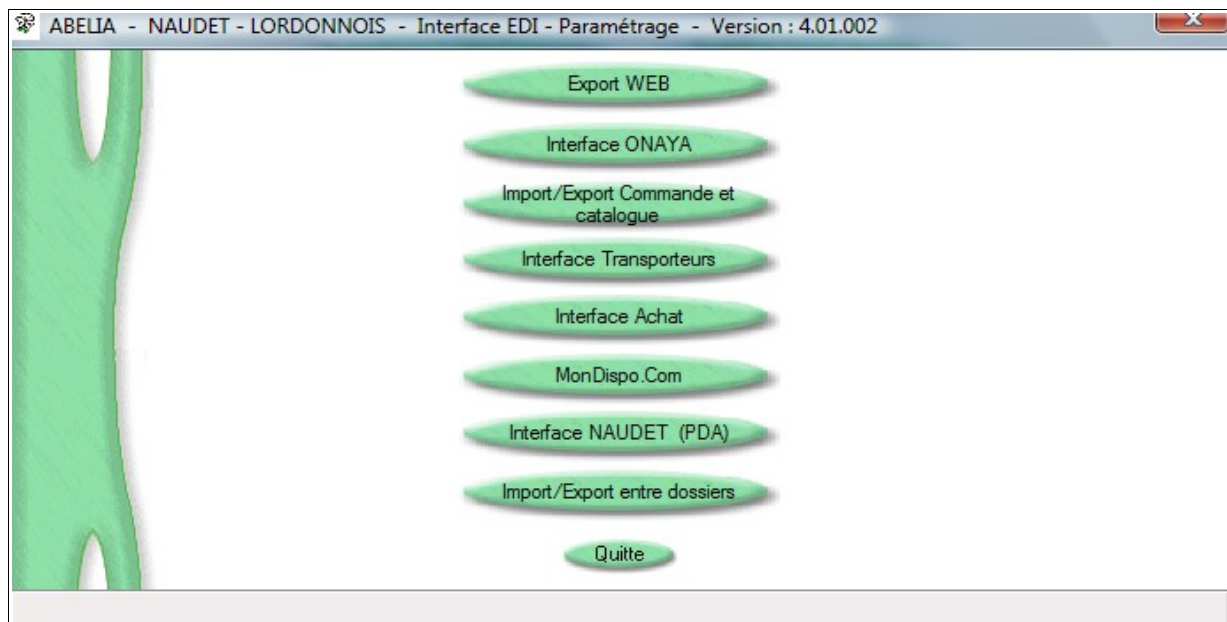 ABELIA - NAUDET - LORDONNOIS - Interface EDI - Paramétrage - Version : 4.01.002
Export WEB
Interface ONAYA
Import/Export Commande et
catalogue
Interface Transporteurs
Interface Achat
MonDispo.Com
Interface NAUDET (PDA)
Import/Export entre dossiers
Quitte